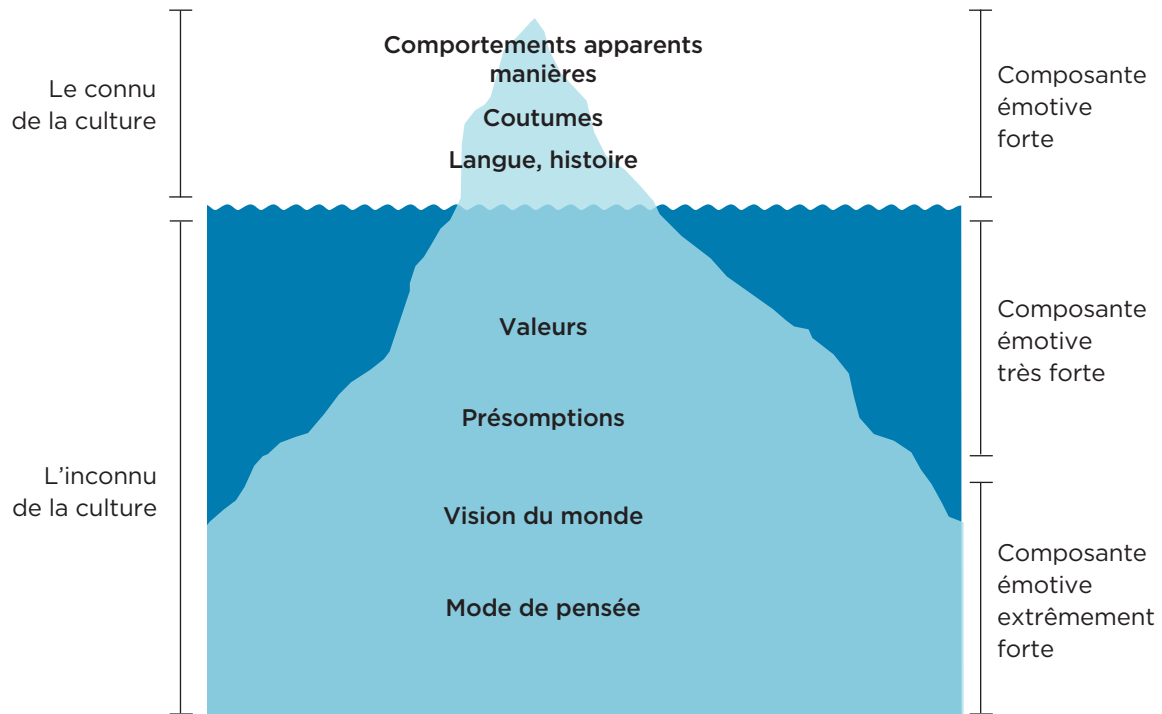 Comportements apparents
manières
Coutumes
Langue, histoire
Le connu
de la culture
Composante
émotive
forte
Valeurs
Présomptions
Vision du monde
Mode de pensée
L'inconnu
de la culture
Composante
émotive
très forte
Composante
émotive
extrêmement
forte